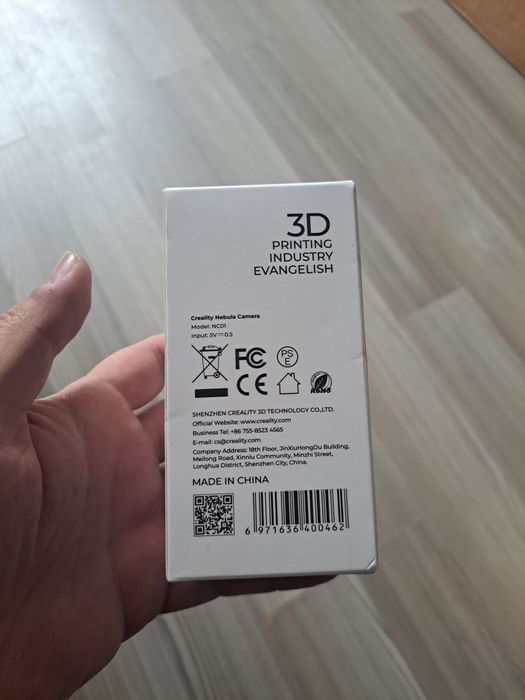 3D
PRINTING
INDUSTRY
EVANGELISH
Creality Nebula Camera
Model: NC01
Input: 5V⎓0.5
FC
PS
E
CE
RoHS
SHENZHEN CREALITY 3D TECHNOLOGY CO.,LTD.
Official Website: www.creality.com
Business Tel: +86 755-8523 4565
E-mail: cs@creality.com
Company Address: 18th Floor, JinXiuHongDu Building,
Meilong Road, Xinniu Community, Minzhi Street,
Longhua District, Shenzhen City, China.
MADE IN CHINA
6 971636 400462